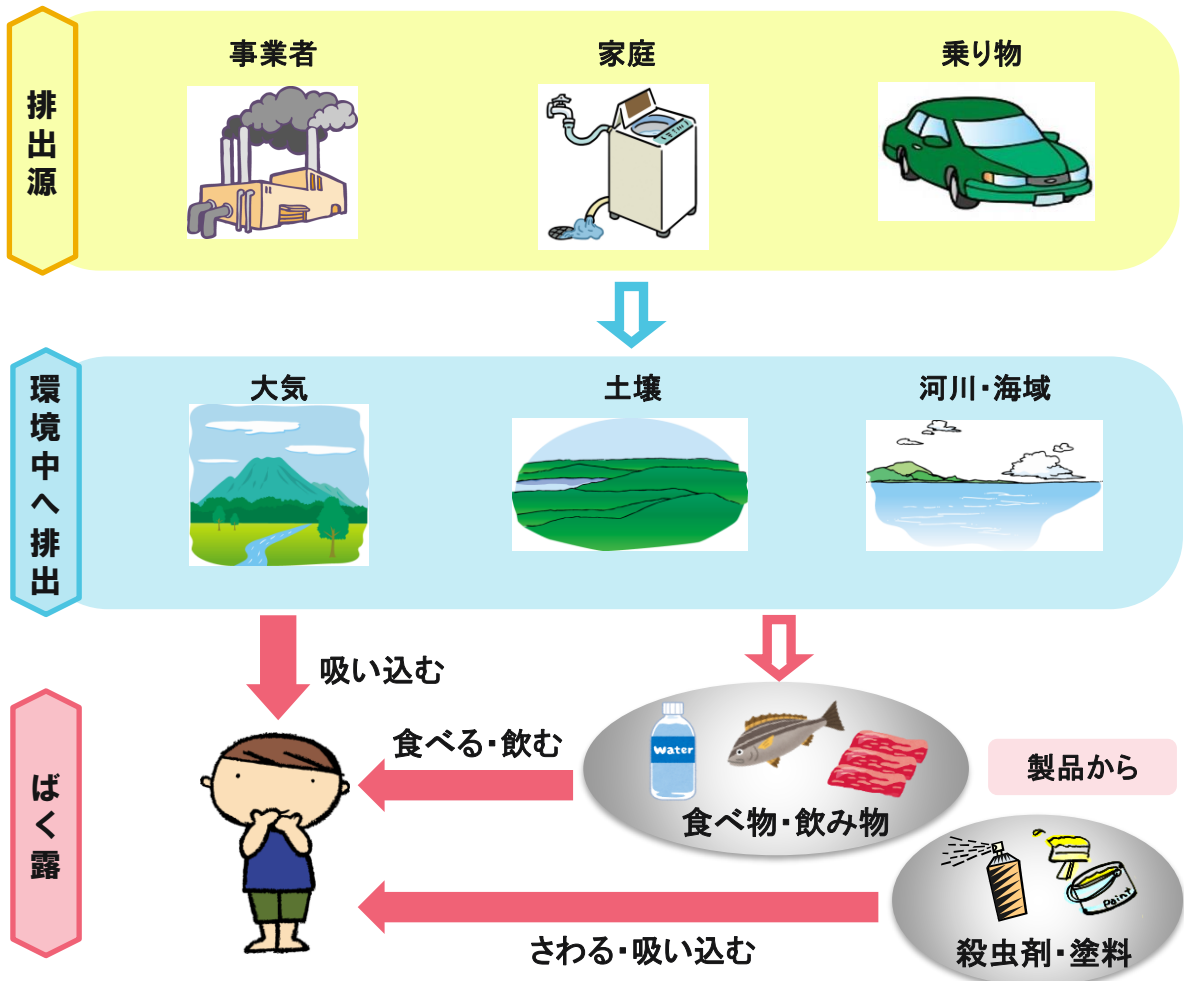 排出源
事業者
家庭
乗り物
環境中へ排出
大気
土壌
河川・海域
吸い込む
ばく露
食べる・飲む
Water
食べ物・飲み物
製品から
Paint
殺虫剤・塗料
さわる・吸い込む